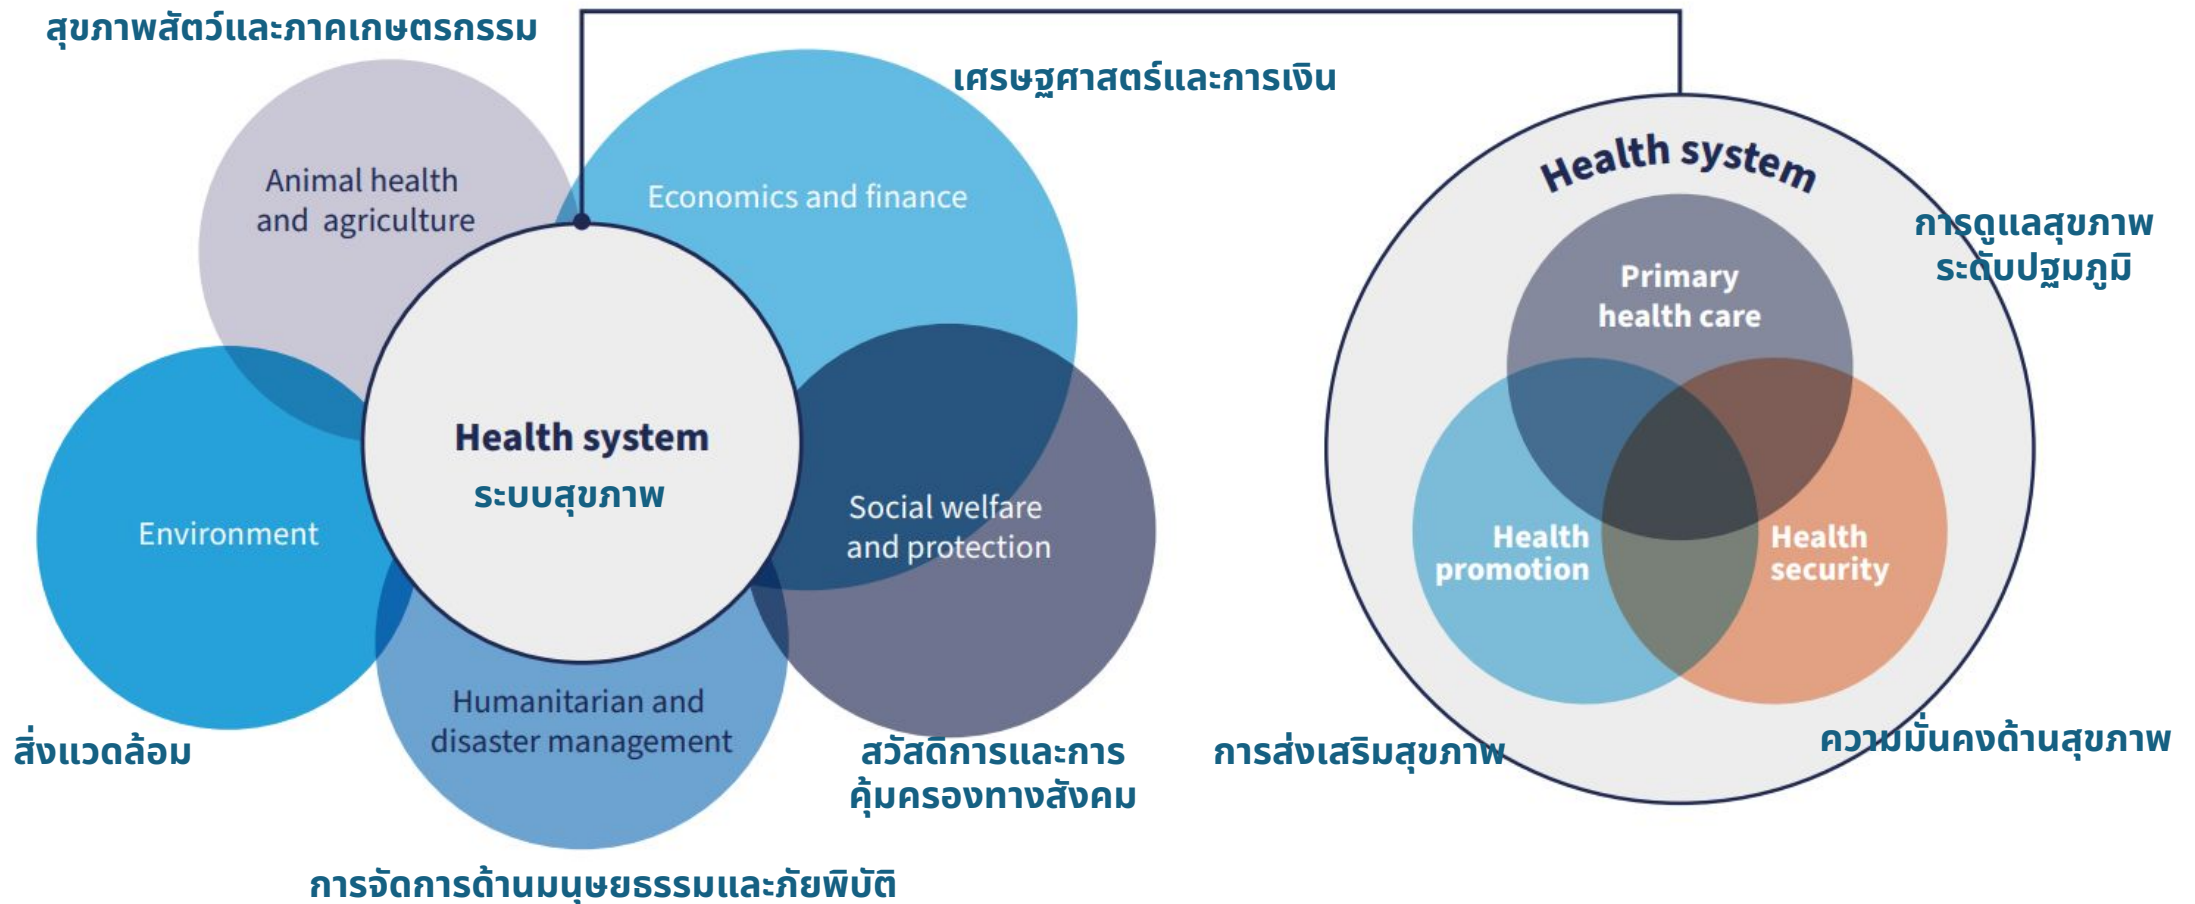 สุขภาพสัตว์และภาคเกษตรกรรม
เศรษฐศาสตร์และการเงิน
Animal health
and agriculture
Economics and finance
Health system
ระบบสุขภาพ
Environment
Social welfare
and protection
Humanitarian and
disaster management
สิ่งแวดล้อม
สวัสดิการและการ
คุ้มครองทางสังคม
การจัดการด้านมนุษยธรรมและภัยพิบัติ
Health system
การดูแลสุขภาพ
ระดับปฐมภูมิ
Primary
health care
Health
promotion
Health
security
การส่งเสริมสุขภาพ
ความมั่นคงด้านสุขภาพ